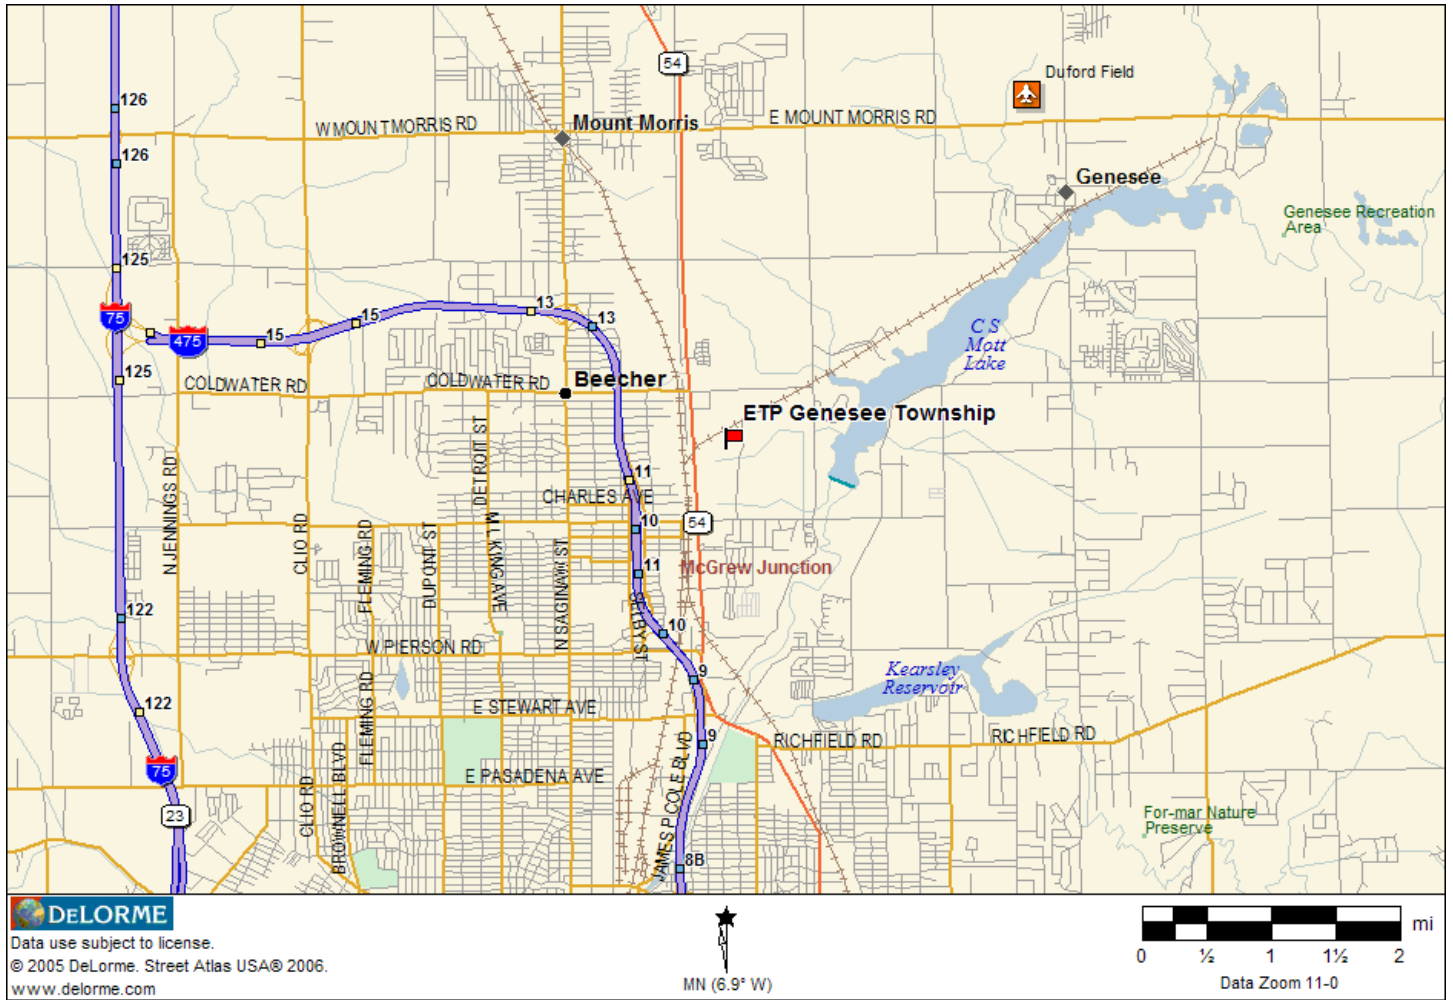 54
Duford Field
126
W MOUNT MORRIS RD
Mount Morris
E MOUNT MORRIS RD
126
Genesee
Genesee Recreation
Area
125
75
475
15
15
13
13
C S
Mott
Lake
125
COLDWATER RD
COLDWATER RD
Beecher
ETP Genesee Township
N JENNINGS RD
CLIO RD
DETROIT ST
11
CHARLES AVE
10
54
FLEMING RD
DUPONT ST
M L KING AVE
N SAGINAW ST
11
McGrew Junction
122
SELBY ST
10
W PIERSON RD
9
Kearsley
Reservoir
122
FLEMING RD
E STEWART AVE
9
RICHFIELD RD
RICHFIELD RD
75
E PASADENA AVE
23
CLIO RD
BROWNELL BLVD
JAMES P COLE BLVD
For-mar Nature
Preserve
8B
DELORME
Data use subject to license.
© 2005 DeLorme. Street Atlas USA® 2006.
www.delorme.com
MN (6.9° W)
mi
0 ½ 1 1½ 2
Data Zoom 11-0